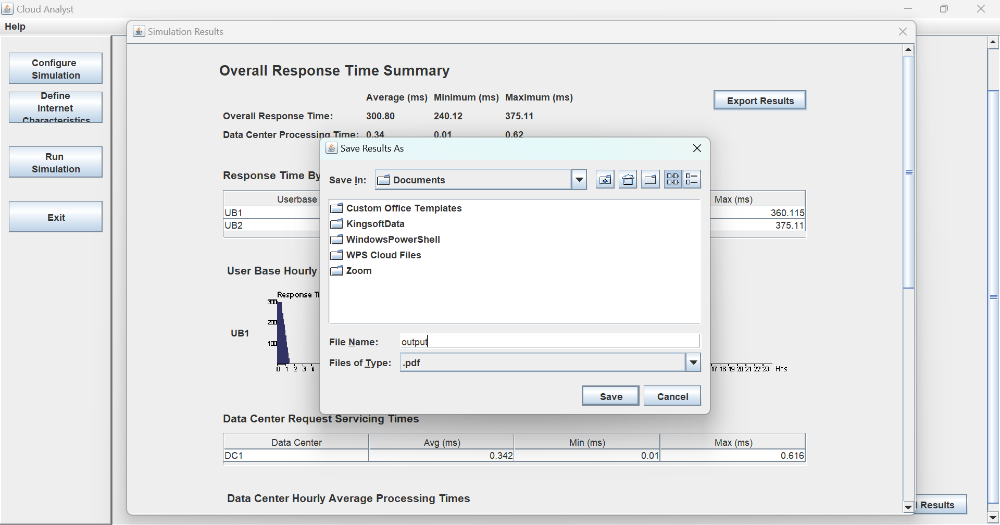 Cloud Analyst
Help
Simulation Results
Configure
Simulation
Define
Internet
Characteristics
Run
Simulation
Exit
Overall Response Time Summary
Average (ms) Minimum (ms) Maximum (ms)
Export Results
Overall Response Time: 300.80 240.12 375.11
Data Center Processing Time: 0.34 0.01 0.62
Save Results As
Response Time By
Save In: Documents
Userbase Max (ms)
UB1 360.115
UB2 375.11
Custom Office Templates
KingsoftData
WindowsPowerShell
WPS Cloud Files
Zoom
User Base Hourly
Response
300
200
UB1
100
0 1 2 3 4 17 18 19 20 21 22 23 Hrs
File Name: output
Files of Type: .pdf
Save Cancel
Data Center Request Servicing Times
Data Center Avg (ms) Min (ms) Max (ms)
DC1 0.342 0.01 0.616
Data Center Hourly Average Processing Times
Results